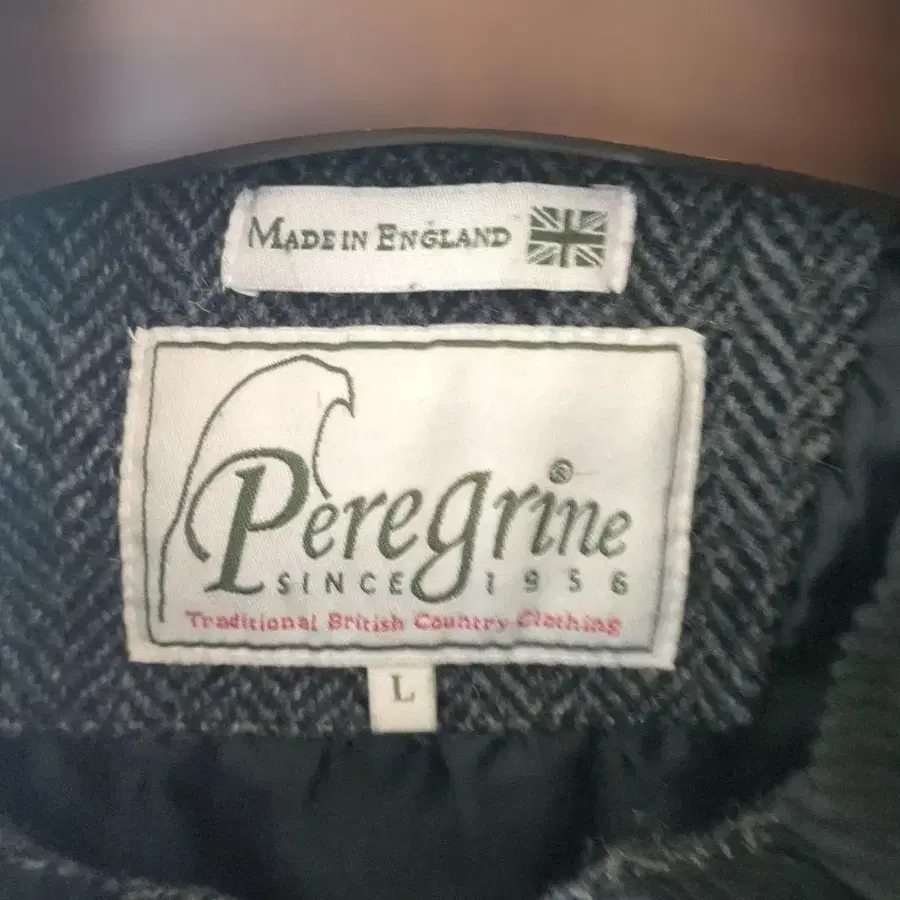 MADE IN ENGLAND
Peregrine®
SINCE 1956
Traditional British Country Clothing
L